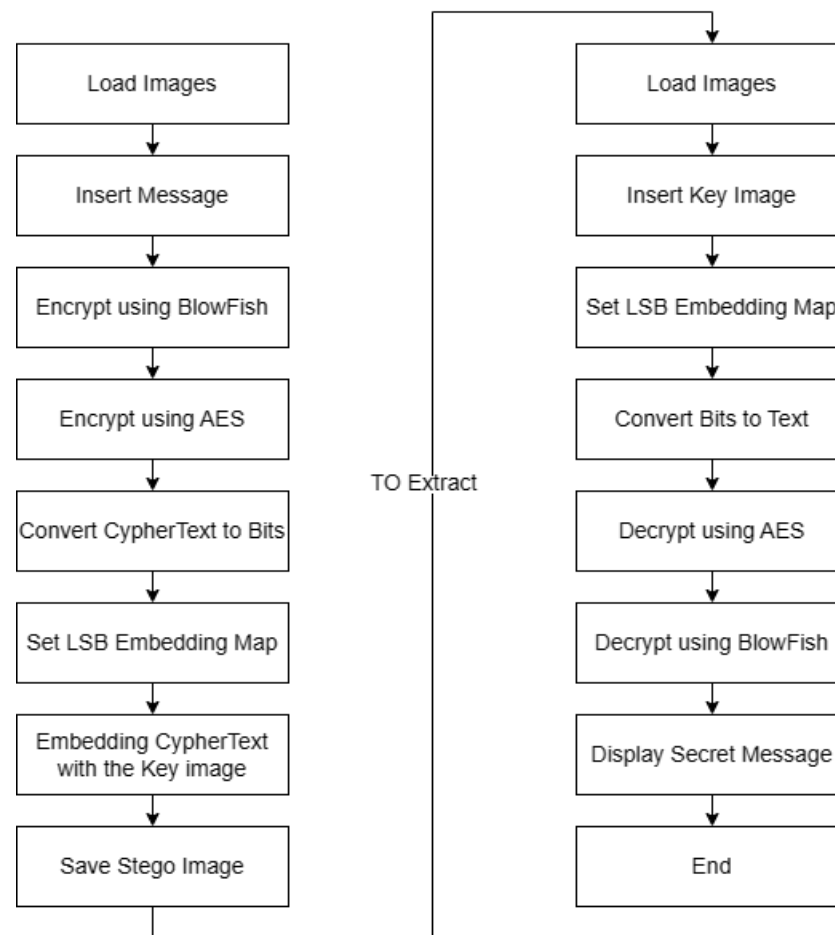 Load Images
Insert Message
Encrypt using BlowFish
Encrypt using AES
Convert CypherText to Bits
Set LSB Embedding Map
Embedding CypherText
with the Key image
Save Stego Image
TO Extract
Load Images
Insert Key Image
Set LSB Embedding Map
Convert Bits to Text
Decrypt using AES
Decrypt using BlowFish
Display Secret Message
End